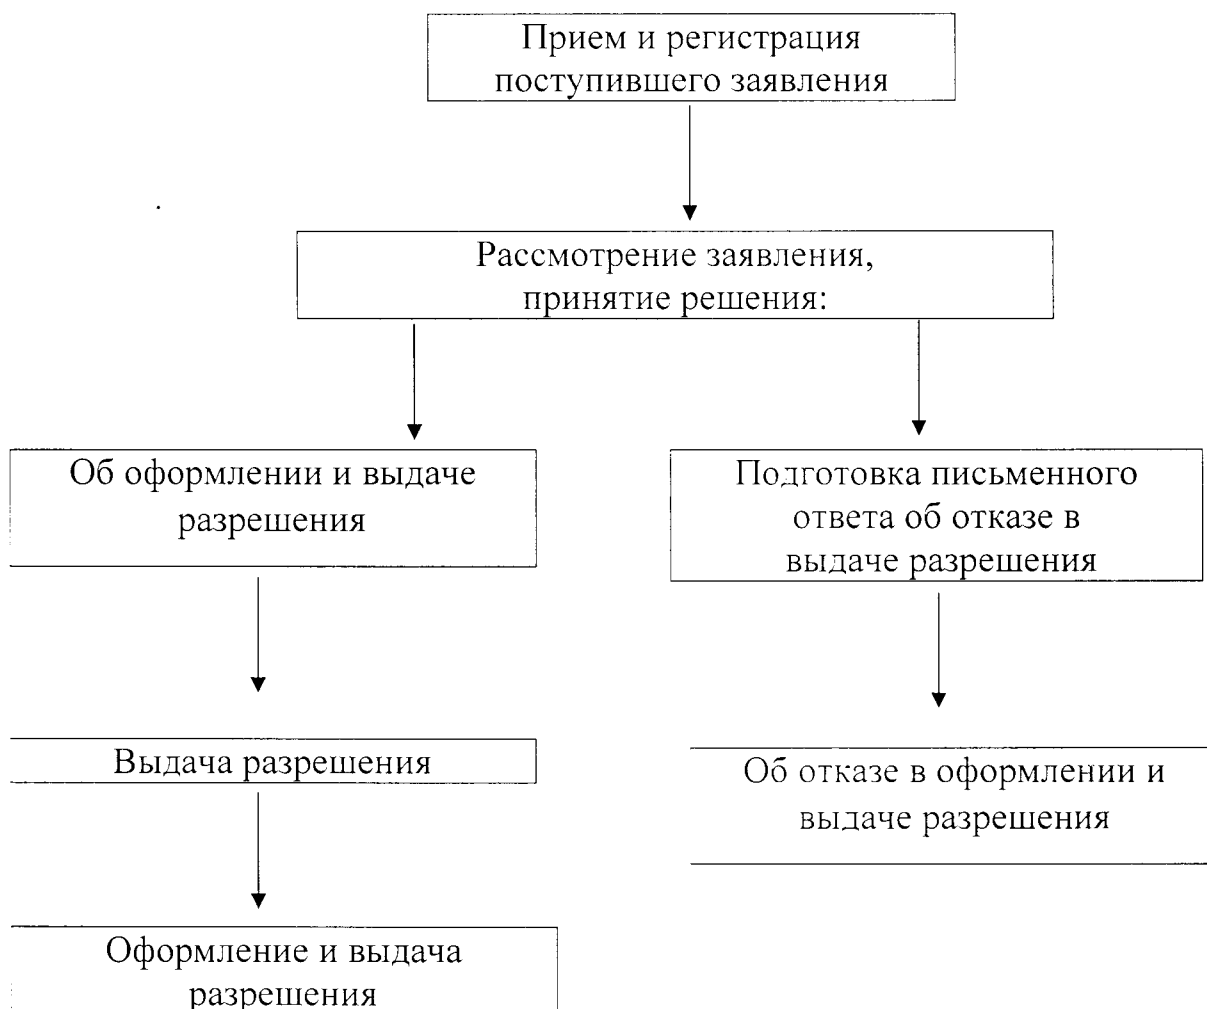 Прием и регистрация
поступившего заявления
Рассмотрение заявления,
принятие решения:
Об оформлении и выдаче
разрешения
Подготовка письменного
ответа об отказе в
выдаче разрешения
Выдача разрешения
Об отказе в оформлении и
выдаче разрешения
Оформление и выдача
разрешения